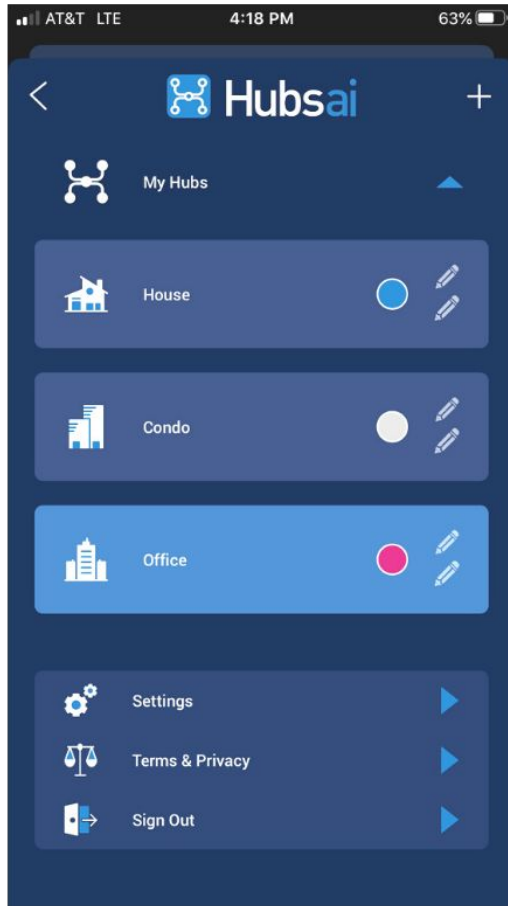 AT&T LTE 4:18 PM 63%
Hubsai
My Hubs
House
Condo
Office
Settings
Terms & Privacy
Sign Out